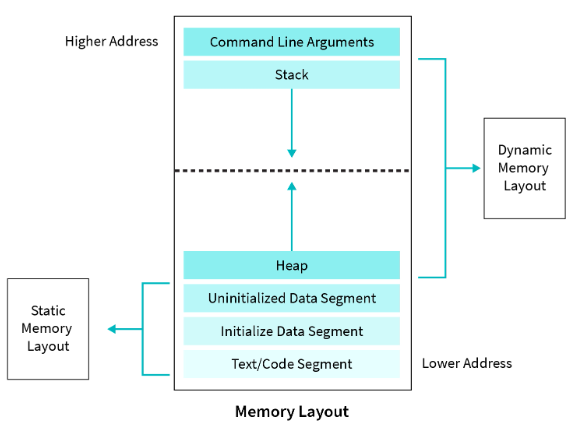 Higher Address
Command Line Arguments
Stack
Dynamic
Memory
Layout
Heap
Uninitialized Data Segment
Static
Memory
Layout
Initialize Data Segment
Text/Code Segment
Lower Address
Memory Layout